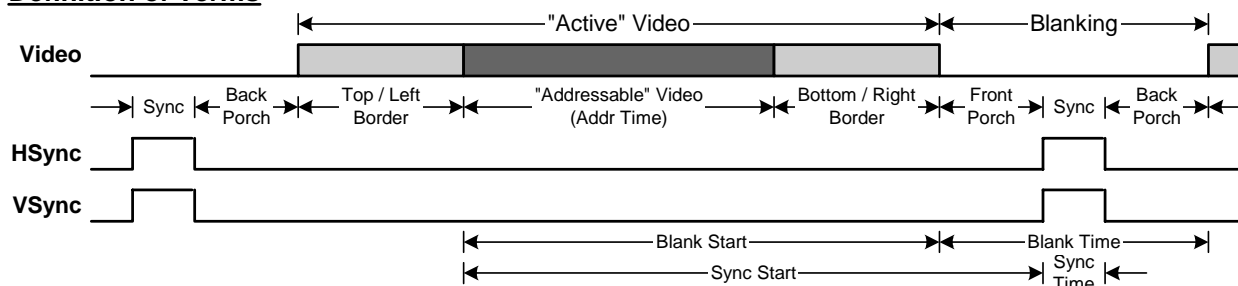 Definition of Terms
"Active" Video
Blanking
Video
Sync
Back Porch
Top / Left Border
"Addressable" Video (Addr Time)
Bottom / Right Border
Front Porch
Sync
Back Porch
HSync
VSync
Blank Start
Blank Time
Sync Start
Sync Time